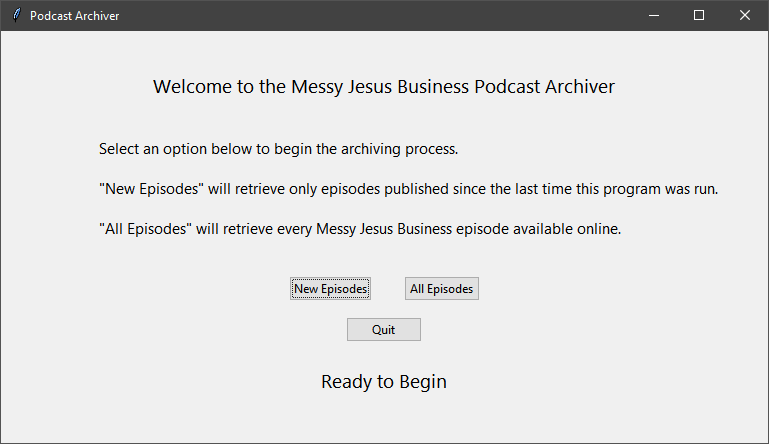 Podcast Archiver
Welcome to the Messy Jesus Business Podcast Archiver
Select an option below to begin the archiving process.
"New Episodes" will retrieve only episodes published since the last time this program was run.
"All Episodes" will retrieve every Messy Jesus Business episode available online.
New Episodes All Episodes
Quit
Ready to Begin